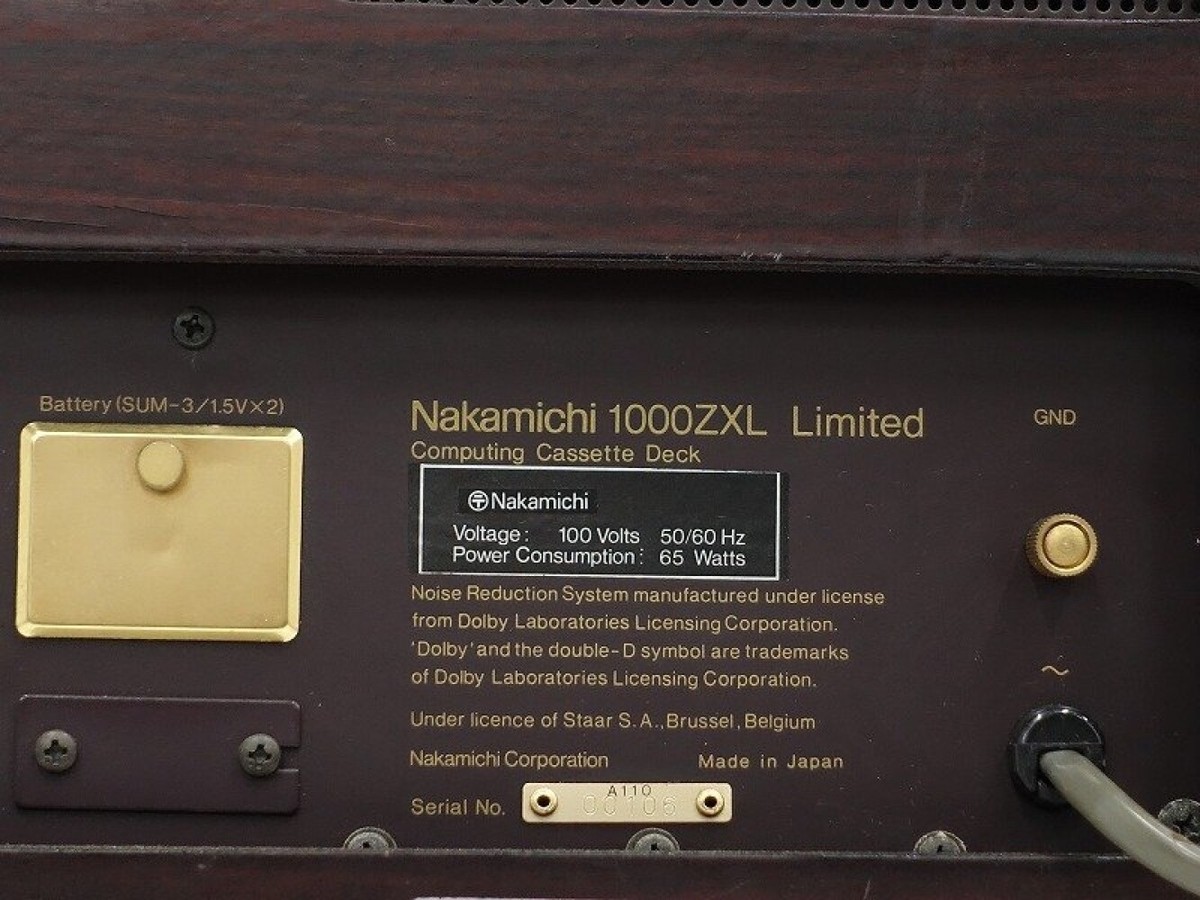 Battery (SUM-3/1.5V×2)
Nakamichi 1000ZXL Limited
GND
Computing Cassette Deck
Nakamichi
Voltage: 100 Volts 50/60 Hz
Power Consumption: 65 Watts
Noise Reduction System manufactured under license
from Dolby Laboratories Licensing Corporation.
'Dolby' and the double-D symbol are trademarks
of Dolby Laboratories Licensing Corporation.
~
Under licence of Staar S.A., Brussel, Belgium
Nakamichi Corporation Made in Japan
A110
Serial No. 00106